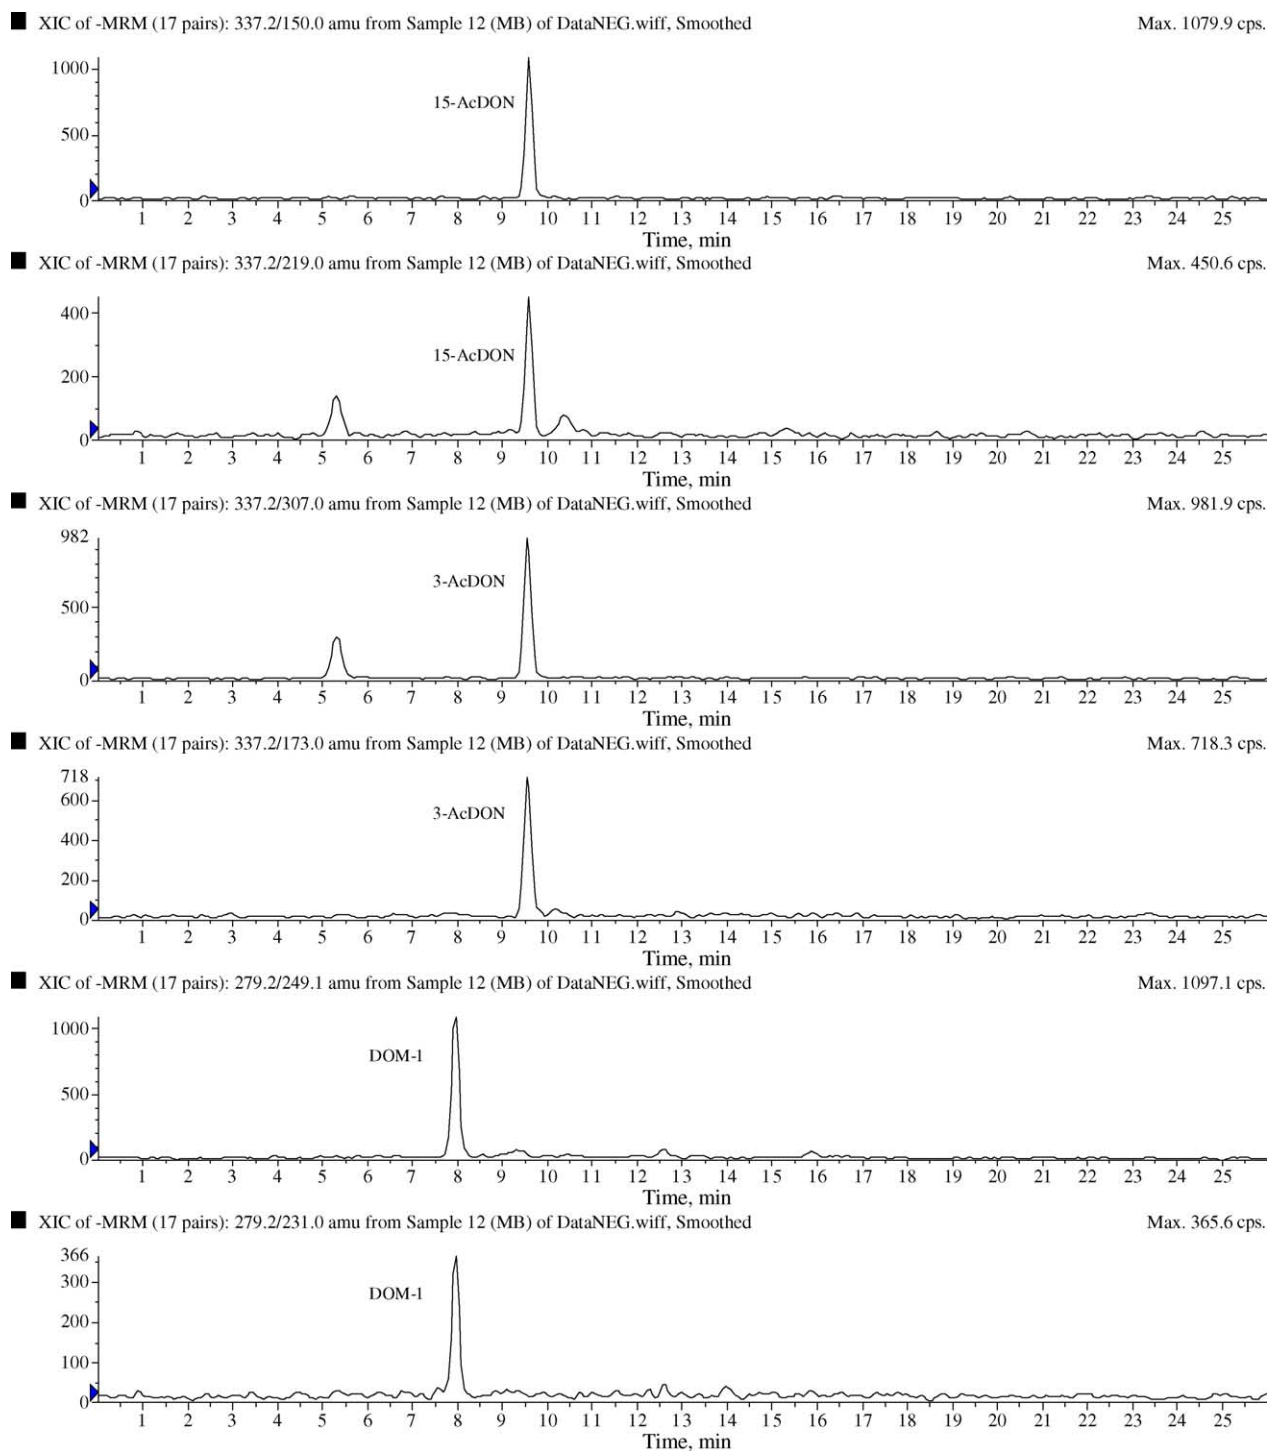 XIC of -MRM (17 pairs): 337.2/150.0 amu from Sample 12 (MB) of DataNEG.wiff, Smoothed Max. 1079.9 cps.
1000
15-AcDON
500
0
1 2 3 4 5 6 7 8 9 10 11 12 13 14 15 16 17 18 19 20 21 22 23 24 25
Time, min
XIC of -MRM (17 pairs): 337.2/219.0 amu from Sample 12 (MB) of DataNEG.wiff, Smoothed Max. 450.6 cps.
400
15-AcDON
200
0
1 2 3 4 5 6 7 8 9 10 11 12 13 14 15 16 17 18 19 20 21 22 23 24 25
Time, min
XIC of -MRM (17 pairs): 337.2/307.0 amu from Sample 12 (MB) of DataNEG.wiff, Smoothed Max. 981.9 cps.
982
3-AcDON
500
0
1 2 3 4 5 6 7 8 9 10 11 12 13 14 15 16 17 18 19 20 21 22 23 24 25
Time, min
XIC of -MRM (17 pairs): 337.2/173.0 amu from Sample 12 (MB) of DataNEG.wiff, Smoothed Max. 718.3 cps.
718
600
3-AcDON
400
200
0
1 2 3 4 5 6 7 8 9 10 11 12 13 14 15 16 17 18 19 20 21 22 23 24 25
Time, min
XIC of -MRM (17 pairs): 279.2/249.1 amu from Sample 12 (MB) of DataNEG.wiff, Smoothed Max. 1097.1 cps.
1000
DOM-1
500
0
1 2 3 4 5 6 7 8 9 10 11 12 13 14 15 16 17 18 19 20 21 22 23 24 25
Time, min
XIC of -MRM (17 pairs): 279.2/231.0 amu from Sample 12 (MB) of DataNEG.wiff, Smoothed Max. 365.6 cps.
366
300
DOM-1
200
100
0
1 2 3 4 5 6 7 8 9 10 11 12 13 14 15 16 17 18 19 20 21 22 23 24 25
Time, min